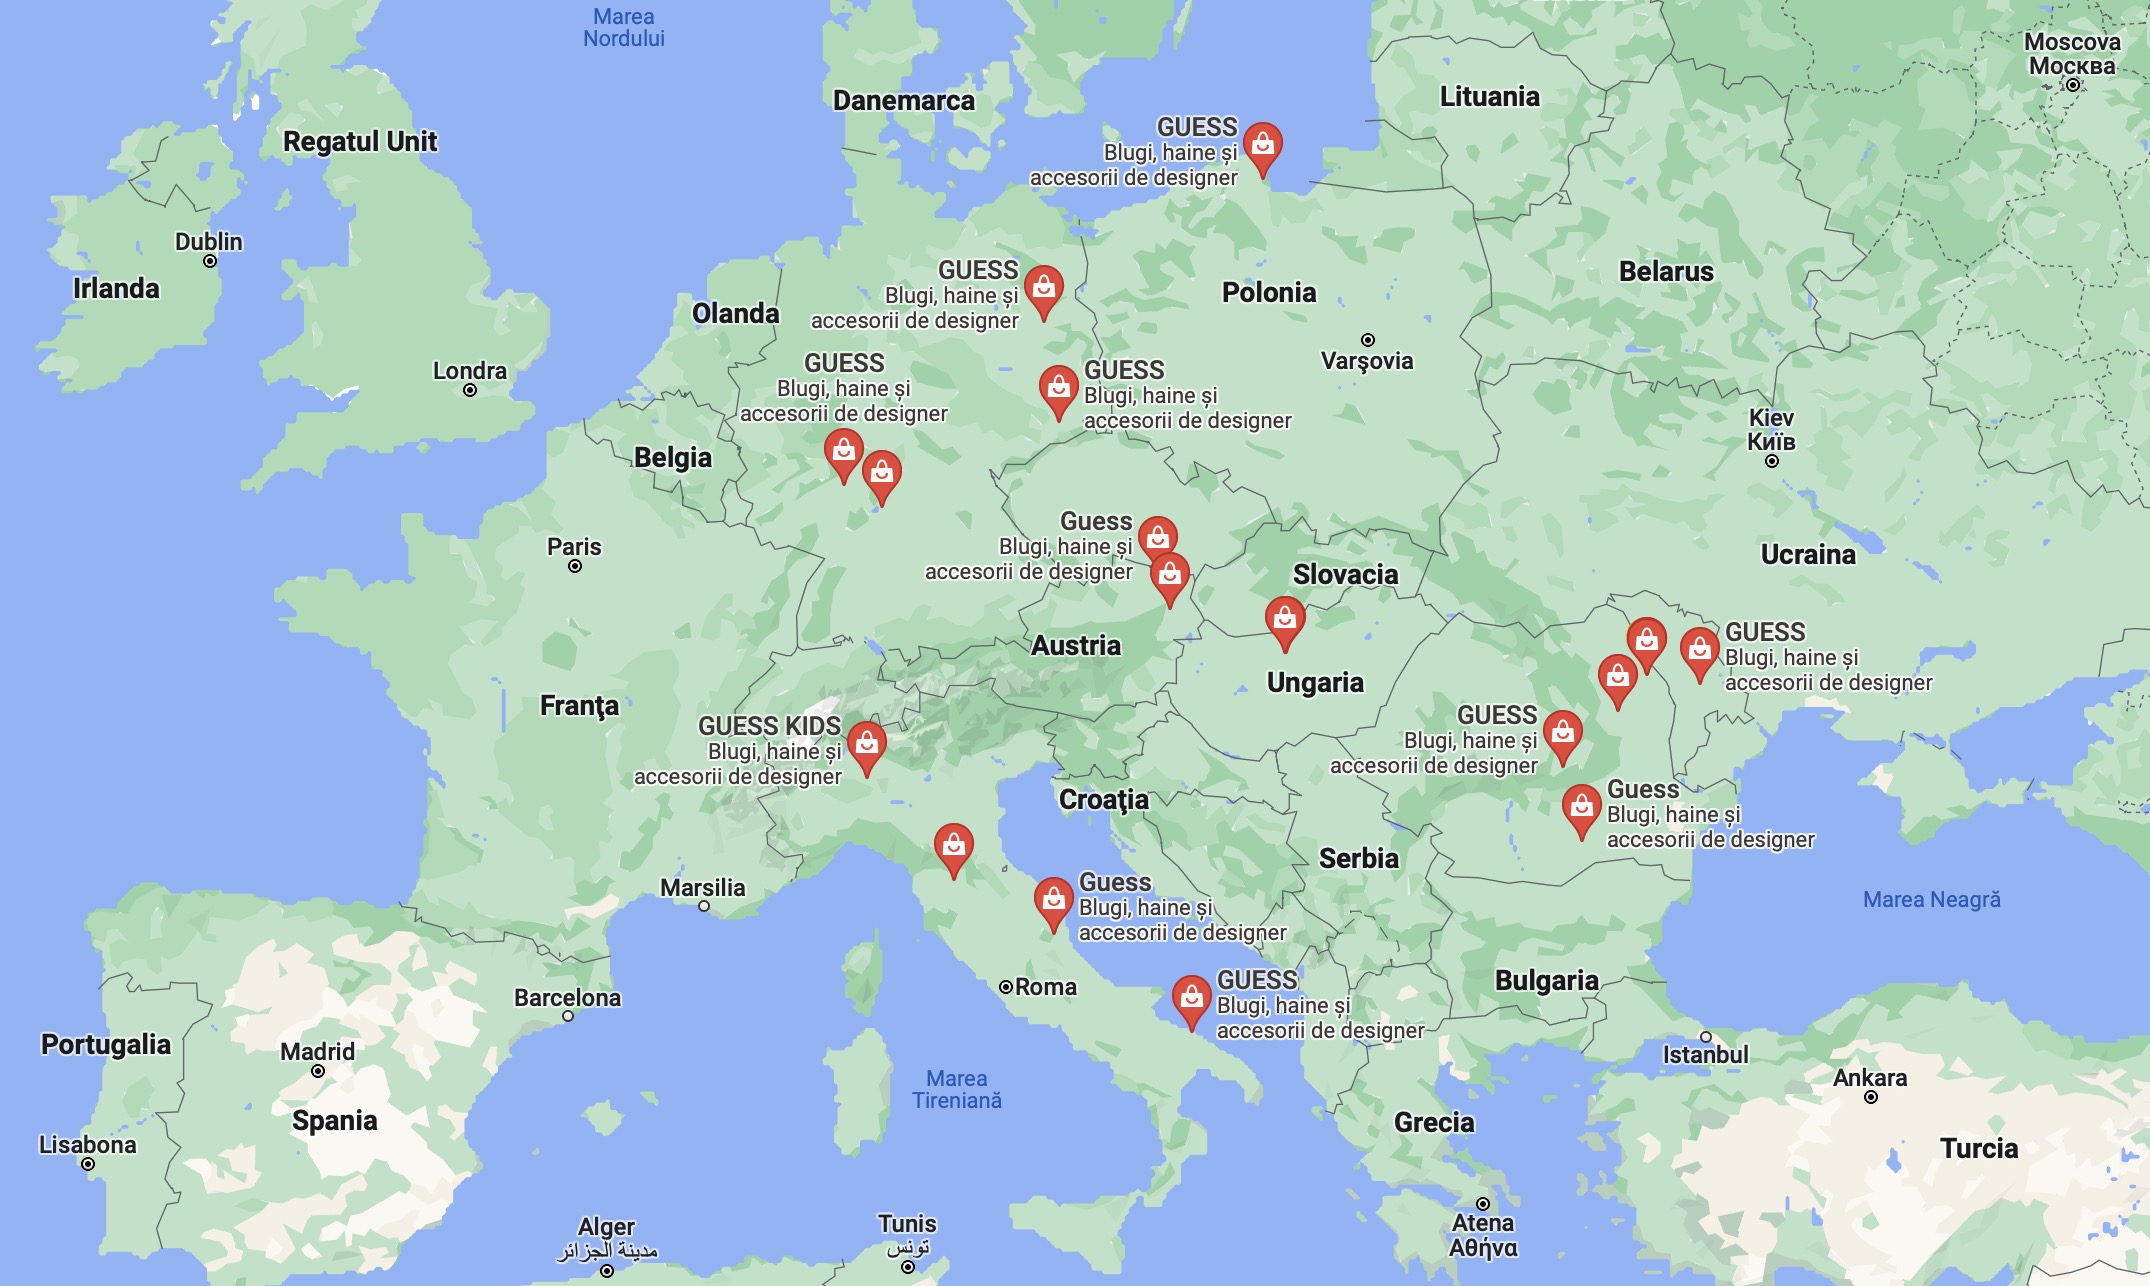 Marea
Nordului
Moscova
Москва
Danemarca
Lituania
Regatul Unit
GUESS
Blugi, haine și
accesorii de designer
Dublin
Irlanda
Belarus
GUESS
Blugi, haine și
accesorii de designer
Polonia
Olanda
Varşovia
GUESS
Blugi, haine și
accesorii de designer
GUESS
Blugi, haine și
accesorii de designer
Londra
Kiev
Київ
Belgia
Paris
Guess
Blugi, haine și
accesorii de designer
Slovacia
Ucraina
Austria
GUESS
Blugi, haine și
accesorii de designer
Ungaria
Franţa
GUESS KIDS
Blugi, haine și
accesorii de designer
GUESS
Blugi, haine și
accesorii de designer
Croaţia
Guess
Blugi, haine și
accesorii de designer
Serbia
Marsilia
Guess
Blugi, haine și
accesorii de designer
Marea Neagră
Roma
GUESS
Blugi, haine și
accesorii de designer
Bulgaria
Barcelona
Portugalia
Madrid
Istanbul
Marea
Tireniană
Ankara
Spania
Grecia
Turcia
Lisabona
Alger
مدينة الجزائر
Tunis
تونس
Atena
Αθήνα